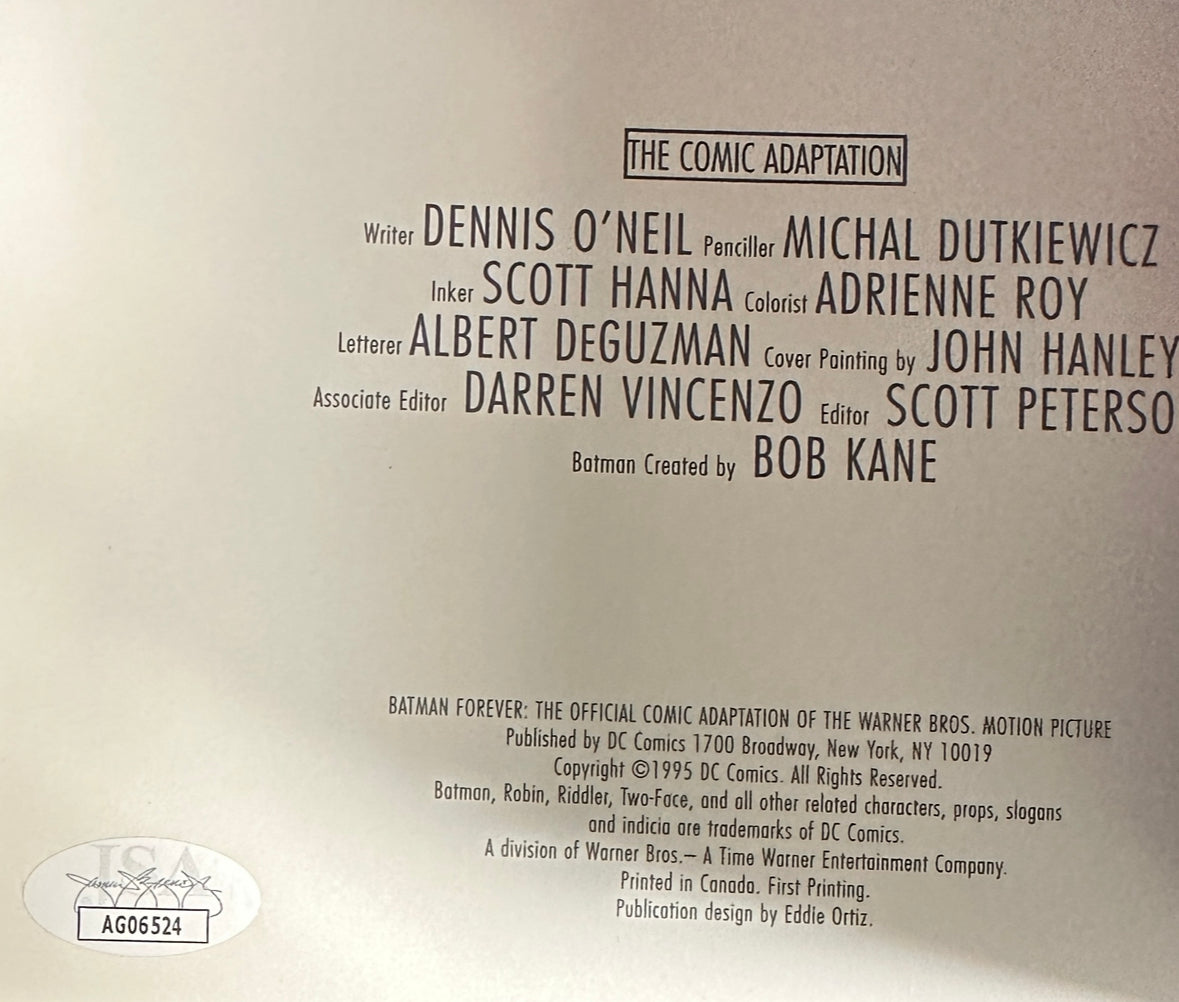 THE COMIC ADAPTATION
Writer DENNIS O'NEIL Penciller MICHAL DUTKIEWICZ
Inker SCOTT HANNA Colorist ADRIENNE ROY
Letterer ALBERT DEGUZMAN Cover Painting by JOHN HANLEY
Associate Editor DARREN VINCENZO Editor SCOTT PETERSO
Batman Created by BOB KANE
BATMAN FOREVER: THE OFFICIAL COMIC ADAPTATION OF THE WARNER BROS. MOTION PICTURE
Published by DC Comics 1700 Broadway, New York, NY 10019
Copyright ©1995 DC Comics. All Rights Reserved.
Batman, Robin, Riddler, Two-Face, and all other related characters, props, slogans
and indicia are trademarks of DC Comics.
A division of Warner Bros.– A Time Warner Entertainment Company.
Printed in Canada. First Printing.
Publication design by Eddie Ortiz.
JSA
AG06524